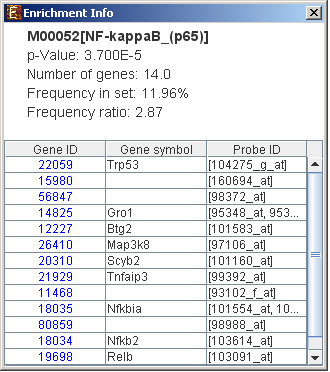 Enrichment Info
M00052[NF-kappaB_(p65)]
p-Value: 3.700E-5
Number of genes: 14.0
Frequency in set: 11.96%
Frequency ratio: 2.87
Gene ID Gene symbol Probe ID
22059 Trp53 [104275_g_at]
15980 [160694_at]
56847 [98372_at]
14825 Gro1 [95348_at, 953...
12227 Btg2 [101583_at]
26410 Map3k8 [97106_at]
20310 Scyb2 [101160_at]
21929 Tnfaip3 [99392_at]
11468 [93102_f_at]
18035 Nfkbia [101554_at, 10...
80859 [98988_at]
18034 Nfkb2 [103614_at]
19698 Relb [103091_at]